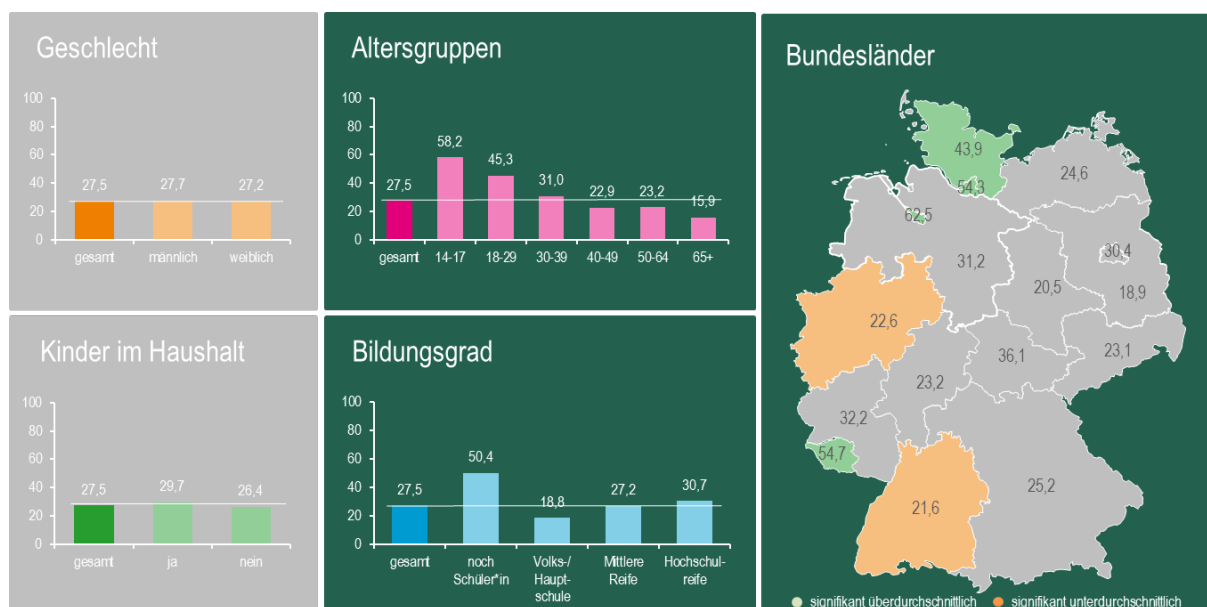 Geschlecht
100
80
60
40
20
0
27,5
27,7
27,2
gesamt
männlich
weiblich
Altersgruppen
100
80
60
40
20
0
27,5
58,2
45,3
31,0
22,9
23,2
15,9
gesamt
14-17
18-29
30-39
40-49
50-64
65+
Kinder im Haushalt
100
80
60
40
20
0
27,5
29,7
26,4
gesamt
ja
nein
Bildungsgrad
100
80
60
40
20
0
27,5
50,4
18,8
27,2
30,7
gesamt
noch
Schüler*in
Volks-/
Haupt-
schule
Mittlere
Reife
Hochschul-
reife
Bundesländer
43,9
24,6
54,3
62,5
30,4
31,2
20,5
18,9
22,6
36,1
23,1
23,2
32,2
54,7
25,2
21,6
signifikant überdurchschnittlich
signifikant unterdurchschnittlich